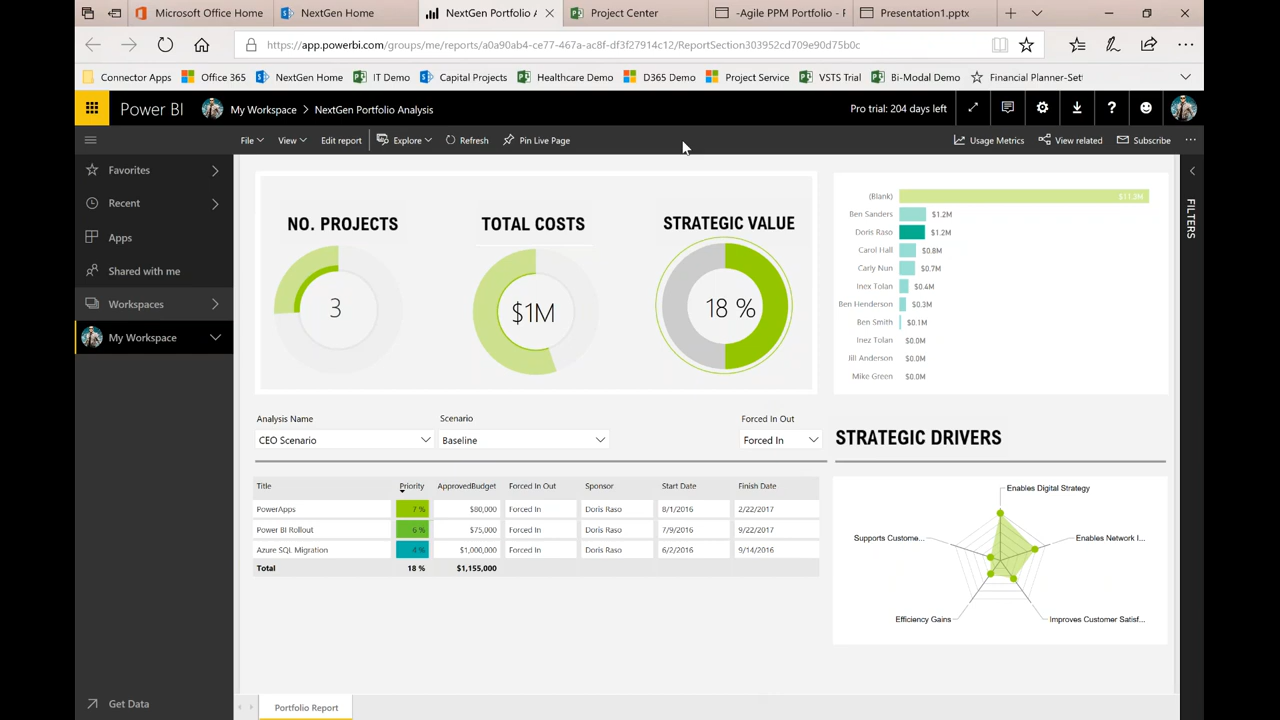 Microsoft Office Home
NextGen Home
NextGen Portfolio A
Project Center
-Agile PPM Portfolio - F
Presentation1.pptx
https://app.powerbi.com/groups/me/reports/a0a90ab4-ce77-467a-ac8f-df3f27914c12/ReportSection303952cd709e90d75b0c
Connector Apps Office 365 NextGen Home IT Demo Capital Projects Healthcare Demo D365 Demo Project Service VSTS Trial Bi-Modal Demo Financial Planner-Set
Power BI My Workspace > NextGen Portfolio Analysis Pro trial: 204 days left
File View Edit report Explore Refresh Pin Live Page Usage Metrics View related Subscribe
Favorites
Recent
Apps
Shared with me
Workspaces
My Workspace
Get Data
NO. PROJECTS
3
TOTAL COSTS
$1M
STRATEGIC VALUE
18 %
(Blank) $11.2M
Ben Sanders $1.2M
Doris Raso $1.2M
Carol Hall $0.8M
Carly Nun $0.7M
Inex Tolan $0.4M
Ben Henderson $0.3M
Ben Smith $0.1M
Inez Tolan $0.0M
Jill Anderson $0.0M
Mike Green $0.0M
FILTERS
Analysis Name Scenario Forced In Out
CEO Scenario Baseline Forced In
Title Priority ApprovedBudget Forced In Out Sponsor Start Date Finish Date
PowerApps 7 % $80,000 Forced In Doris Raso 8/1/2016 2/22/2017
Power BI Rollout 6 % $75,000 Forced In Doris Raso 7/9/2016 9/22/2017
Azure SQL Migration 4 % $1,000,000 Forced In Doris Raso 6/2/2016 9/14/2016
Total 18 % $1,155,000
STRATEGIC DRIVERS
Enables Digital Strategy
Supports Custome... Enables Network I...
Efficiency Gains Improves Customer Satisf...
Portfolio Report